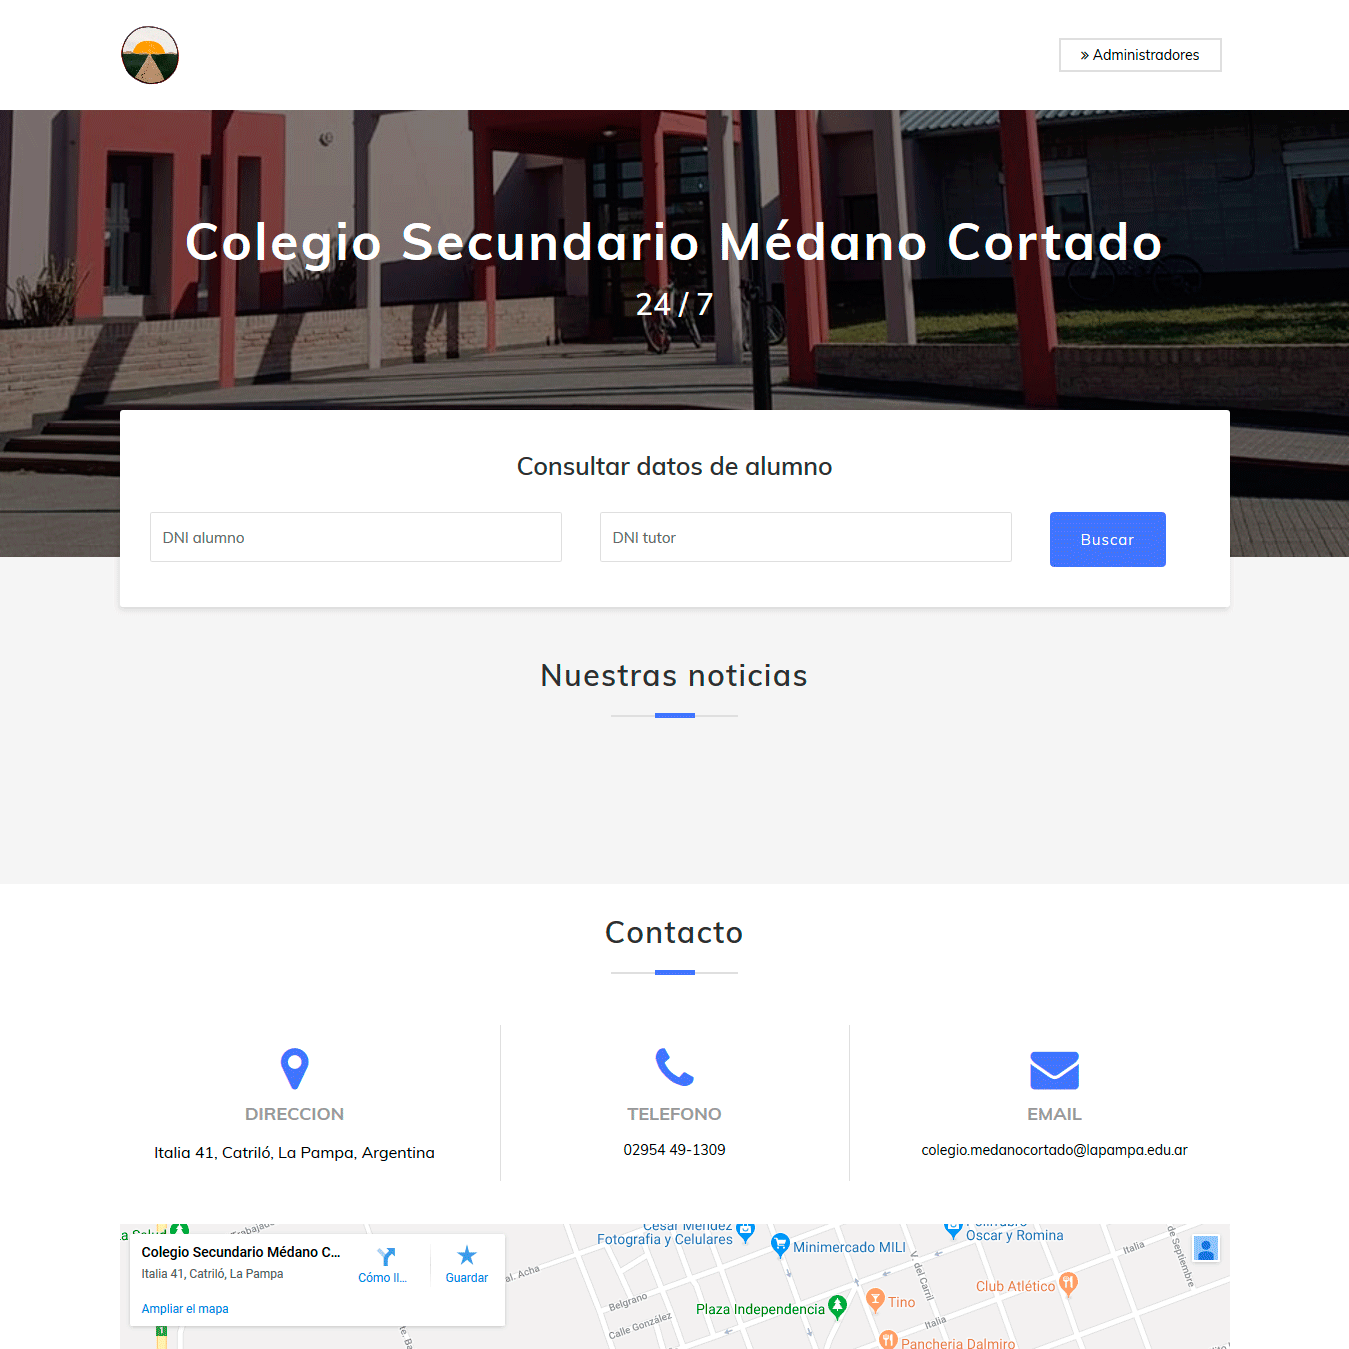 » Administradores
Colegio Secundario Médano Cortado
24 / 7
Consultar datos de alumno
DNI alumno
DNI tutor
Buscar
Nuestras noticias
Contacto
DIRECCION
Italia 41, Catriló, La Pampa, Argentina
TELEFONO
02954 49-1309
EMAIL
colegio.medanocortado@lapampa.edu.ar
Colegio Secundario Médano C...
Italia 41, Catriló, La Pampa
Ampliar el mapa
Cómo ll...
Guardar
Cesar Mendez
Fotografia y Celulares
Minimercado MILI
Oscar y Romina
Italia
de Septiembre
V. del Carril
al. Acha
Belgrano
Calle González
Plaza Independencia
Tino
Club Atlético
Italia
Pancheria Dalmiro